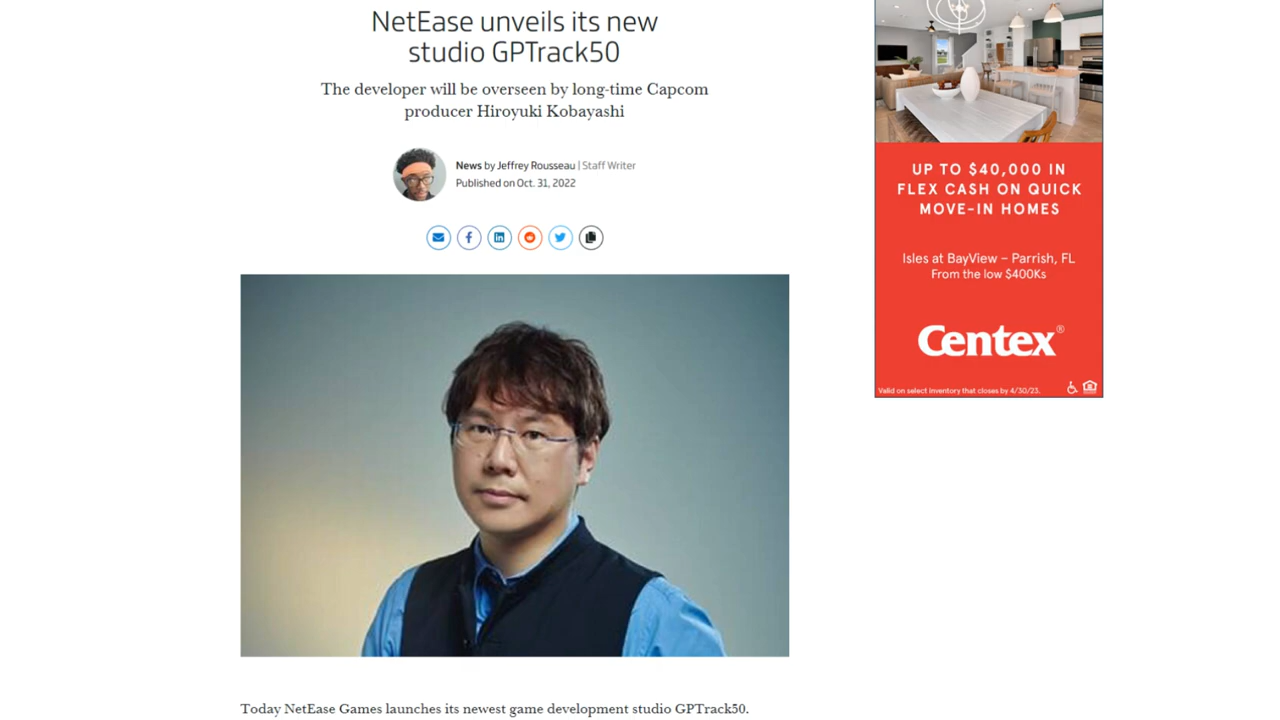 NetEase unveils its new
studio GPTrack50
The developer will be overseen by long-time Capcom
producer Hiroyuki Kobayashi
News by Jeffrey Rousseau | Staff Writer
Published on Oct. 31, 2022
Today NetEase Games launches its newest game development studio GPTrack50.
UP TO $40,000 IN
FLEX CASH ON QUICK
MOVE-IN HOMES
Isles at BayView – Parrish, FL
From the low $400Ks
Centex®
Valid on select inventory that closes by 4/30/23.